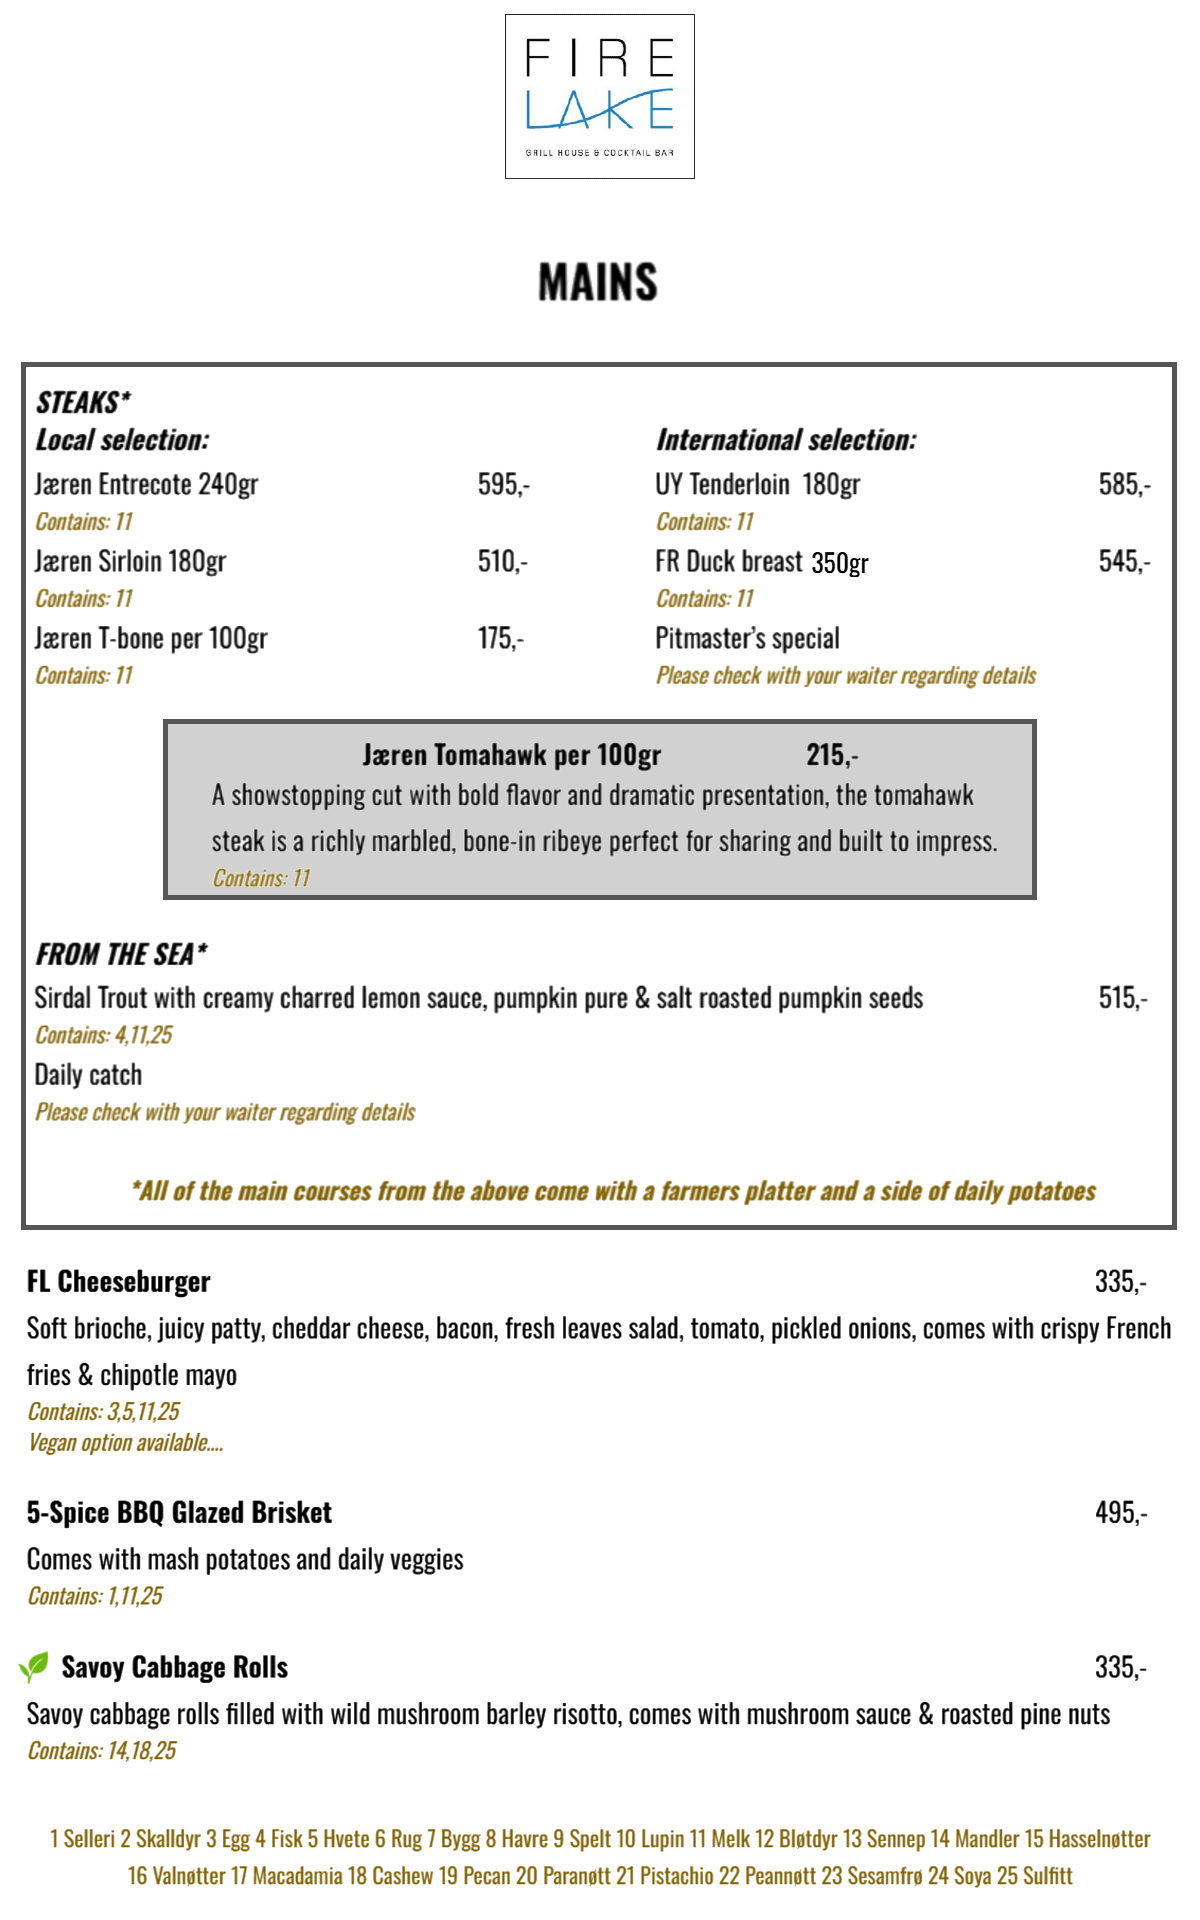 FIRE
LAKE
GRILL HOUSE & COCKTAIL BAR
MAINS
STEAKS*
Local selection:
Jæren Entrecote 240gr 595,-
Contains: 11
Jæren Sirloin 180gr 510,-
Contains: 11
Jæren T-bone per 100gr 175,-
Contains: 11
International selection:
UY Tenderloin 180gr 585,-
Contains: 11
FR Duck breast 350gr 545,-
Contains: 11
Pitmaster's special
Please check with your waiter regarding details
Jæren Tomahawk per 100gr 215,-
A showstopping cut with bold flavor and dramatic presentation, the tomahawk
steak is a richly marbled, bone-in ribeye perfect for sharing and built to impress.
Contains: 11
FROM THE SEA*
Sirdal Trout with creamy charred lemon sauce, pumpkin pure & salt roasted pumpkin seeds 515,-
Contains: 4,11,25
Daily catch
Please check with your waiter regarding details
*All of the main courses from the above come with a farmers platter and a side of daily potatoes
FL Cheeseburger 335,-
Soft brioche, juicy patty, cheddar cheese, bacon, fresh leaves salad, tomato, pickled onions, comes with crispy French
fries & chipotle mayo
Contains: 3,5,11,25
Vegan option available....
5-Spice BBQ Glazed Brisket 495,-
Comes with mash potatoes and daily veggies
Contains: 1,11,25
Savoy Cabbage Rolls 335,-
Savoy cabbage rolls filled with wild mushroom barley risotto, comes with mushroom sauce & roasted pine nuts
Contains: 14,18,25
1 Selleri 2 Skalldyr 3 Egg 4 Fisk 5 Hvete 6 Rug 7 Bygg 8 Havre 9 Spelt 10 Lupin 11 Melk 12 Bløtdyr 13 Sennep 14 Mandler 15 Hasselnøtter
16 Valnøtter 17 Macadamia 18 Cashew 19 Pecan 20 Paranøtt 21 Pistachio 22 Peannøtt 23 Sesamfrø 24 Soya 25 Sulfitt